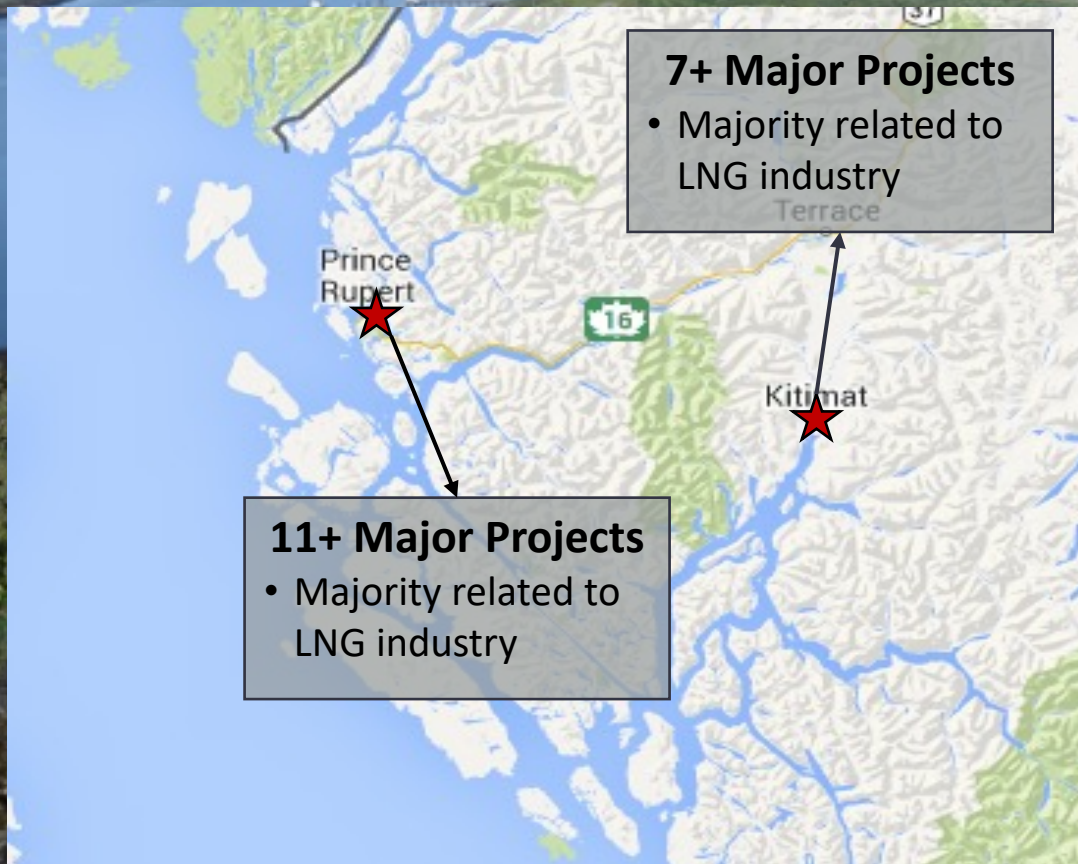 37
7+ Major Projects
• Majority related to
LNG industry
Terrace
Prince
Rupert
16
Kitimat
11+ Major Projects
• Majority related to
LNG industry